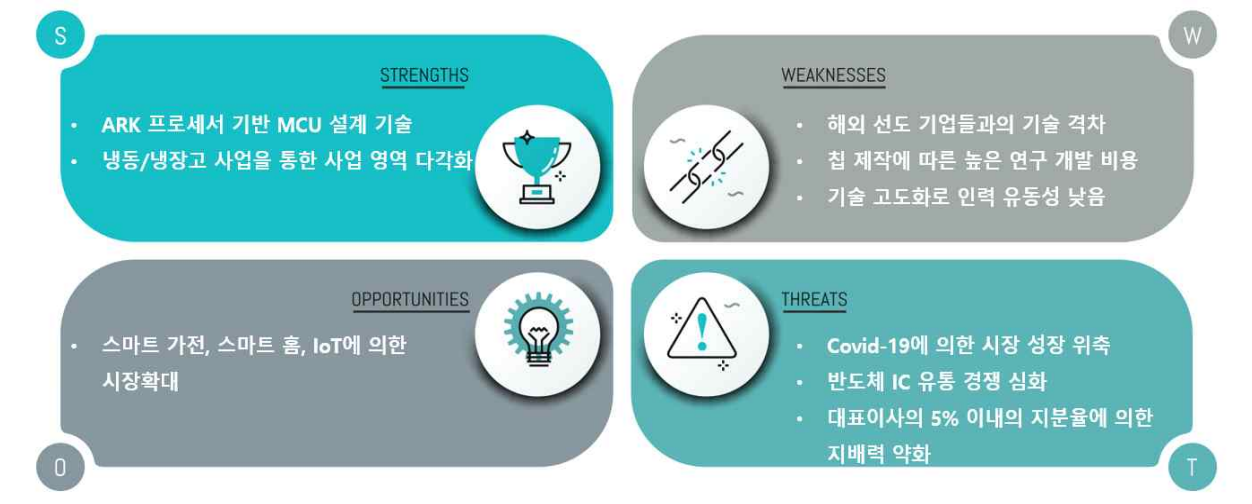 S
STRENGTHS
• ARK 프로세서 기반 MCU 설계 기술
• 냉동/냉장고 사업을 통한 사업 영역 다각화
W
WEAKNESSES
• 해외 선도 기업들과의 기술 격차
• 칩 제작에 따른 높은 연구 개발 비용
• 기술 고도화로 인력 유동성 낮음
OPPORTUNITIES
• 스마트 가전, 스마트 홈, IoT에 의한
시장확대
O
THREATS
• Covid-19에 의한 시장 성장 위축
• 반도체 IC 유통 경쟁 심화
• 대표이사의 5% 이내의 지분율에 의한
지배력 약화
T